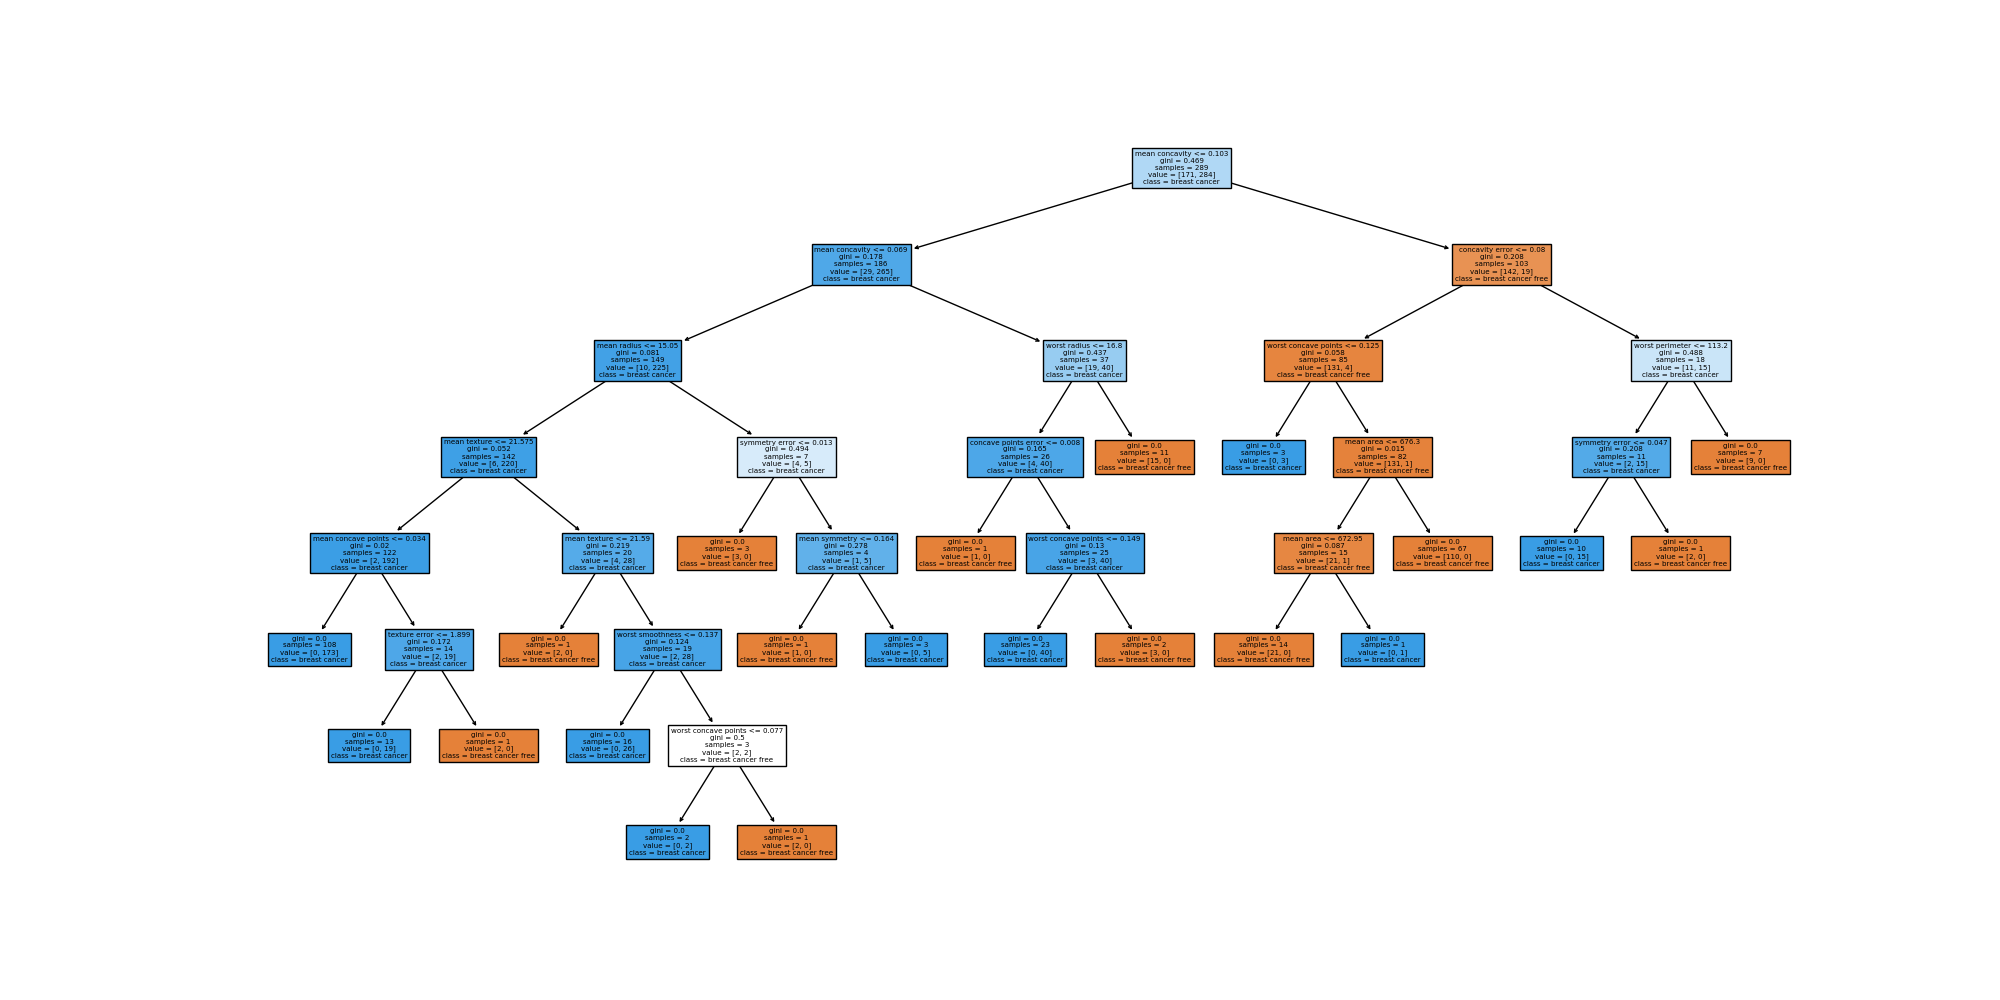 mean concavity <= 0.103
gini = 0.469
samples = 289
value = [171, 284]
class = breast cancer
mean concavity <= 0.069
gini = 0.178
samples = 186
value = [29, 265]
class = breast cancer
concavity error <= 0.08
gini = 0.208
samples = 103
value = [142, 19]
class = breast cancer free
mean radius <= 15.05
gini = 0.081
samples = 149
value = [10, 225]
class = breast cancer
worst radius <= 16.8
gini = 0.437
samples = 37
value = [19, 40]
class = breast cancer
worst concave points <= 0.125
gini = 0.058
samples = 85
value = [131, 4]
class = breast cancer free
worst perimeter <= 113.2
gini = 0.488
samples = 18
value = [11, 15]
class = breast cancer
mean texture <= 21.575
gini = 0.052
samples = 142
value = [6, 220]
class = breast cancer
symmetry error <= 0.013
gini = 0.494
samples = 7
value = [4, 5]
class = breast cancer
concave points error <= 0.008
gini = 0.165
samples = 26
value = [4, 40]
class = breast cancer
gini = 0.0
samples = 11
value = [15, 0]
class = breast cancer free
gini = 0.0
samples = 3
value = [0, 3]
class = breast cancer
mean area <= 676.3
gini = 0.015
samples = 82
value = [131, 1]
class = breast cancer free
symmetry error <= 0.047
gini = 0.208
samples = 11
value = [2, 15]
class = breast cancer
gini = 0.0
samples = 7
value = [9, 0]
class = breast cancer free
mean concave points <= 0.034
gini = 0.02
samples = 122
value = [2, 192]
class = breast cancer
mean texture <= 21.59
gini = 0.219
samples = 20
value = [4, 28]
class = breast cancer
gini = 0.0
samples = 3
value = [3, 0]
class = breast cancer free
mean symmetry <= 0.164
gini = 0.278
samples = 4
value = [1, 5]
class = breast cancer
gini = 0.0
samples = 1
value = [1, 0]
class = breast cancer free
worst concave points <= 0.149
gini = 0.13
samples = 25
value = [3, 40]
class = breast cancer
mean area <= 672.95
gini = 0.087
samples = 15
value = [21, 1]
class = breast cancer free
gini = 0.0
samples = 67
value = [110, 0]
class = breast cancer free
gini = 0.0
samples = 10
value = [0, 15]
class = breast cancer
gini = 0.0
samples = 1
value = [2, 0]
class = breast cancer free
gini = 0.0
samples = 108
value = [0, 173]
class = breast cancer
texture error <= 1.899
gini = 0.172
samples = 14
value = [2, 19]
class = breast cancer
gini = 0.0
samples = 1
value = [2, 0]
class = breast cancer free
worst smoothness <= 0.137
gini = 0.124
samples = 19
value = [2, 28]
class = breast cancer
gini = 0.0
samples = 1
value = [1, 0]
class = breast cancer free
gini = 0.0
samples = 3
value = [0, 5]
class = breast cancer
gini = 0.0
samples = 23
value = [0, 40]
class = breast cancer
gini = 0.0
samples = 2
value = [3, 0]
class = breast cancer free
gini = 0.0
samples = 14
value = [21, 0]
class = breast cancer free
gini = 0.0
samples = 1
value = [0, 1]
class = breast cancer
gini = 0.0
samples = 13
value = [0, 19]
class = breast cancer
gini = 0.0
samples = 1
value = [2, 0]
class = breast cancer free
gini = 0.0
samples = 16
value = [0, 26]
class = breast cancer
worst concave points <= 0.077
gini = 0.5
samples = 3
value = [2, 2]
class = breast cancer free
gini = 0.0
samples = 2
value = [0, 2]
class = breast cancer
gini = 0.0
samples = 1
value = [2, 0]
class = breast cancer free